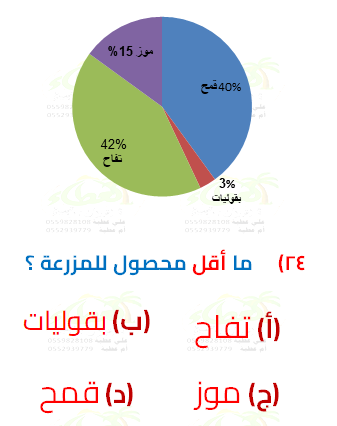 موز 15%
40% قمح
42%
تفاح
3%
بقوليات
٢٤) ما أقل محصول للمزرعة ؟
(أ) تفاح (ب) بقوليات
(ج) موز (د) قمح